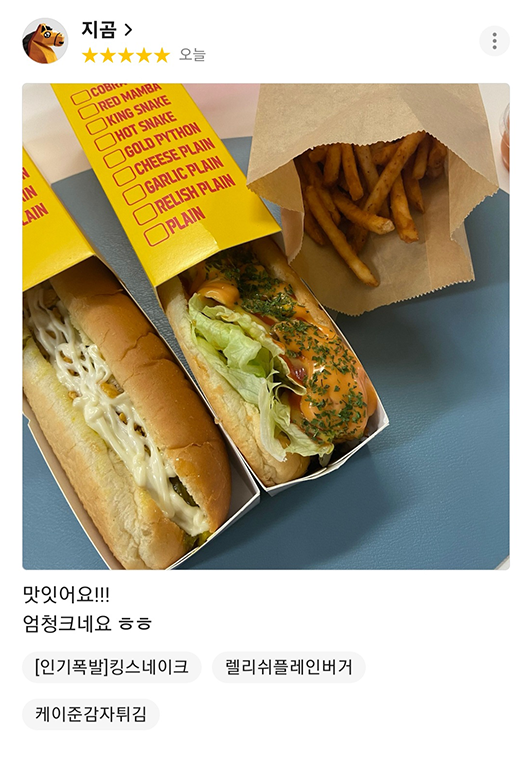 지곰
오늘
COBRA
RED MAMBA
KING SNAKE
HOT SNAKE
GOLD PYTHON
CHEESE PLAIN
GARLIC PLAIN
RELISH PLAIN
PLAIN
맛잇어요!!!
엄청크네요 ㅎㅎ
[인기폭발]킹스네이크
렐리쉬플레인버거
케이준감자튀김